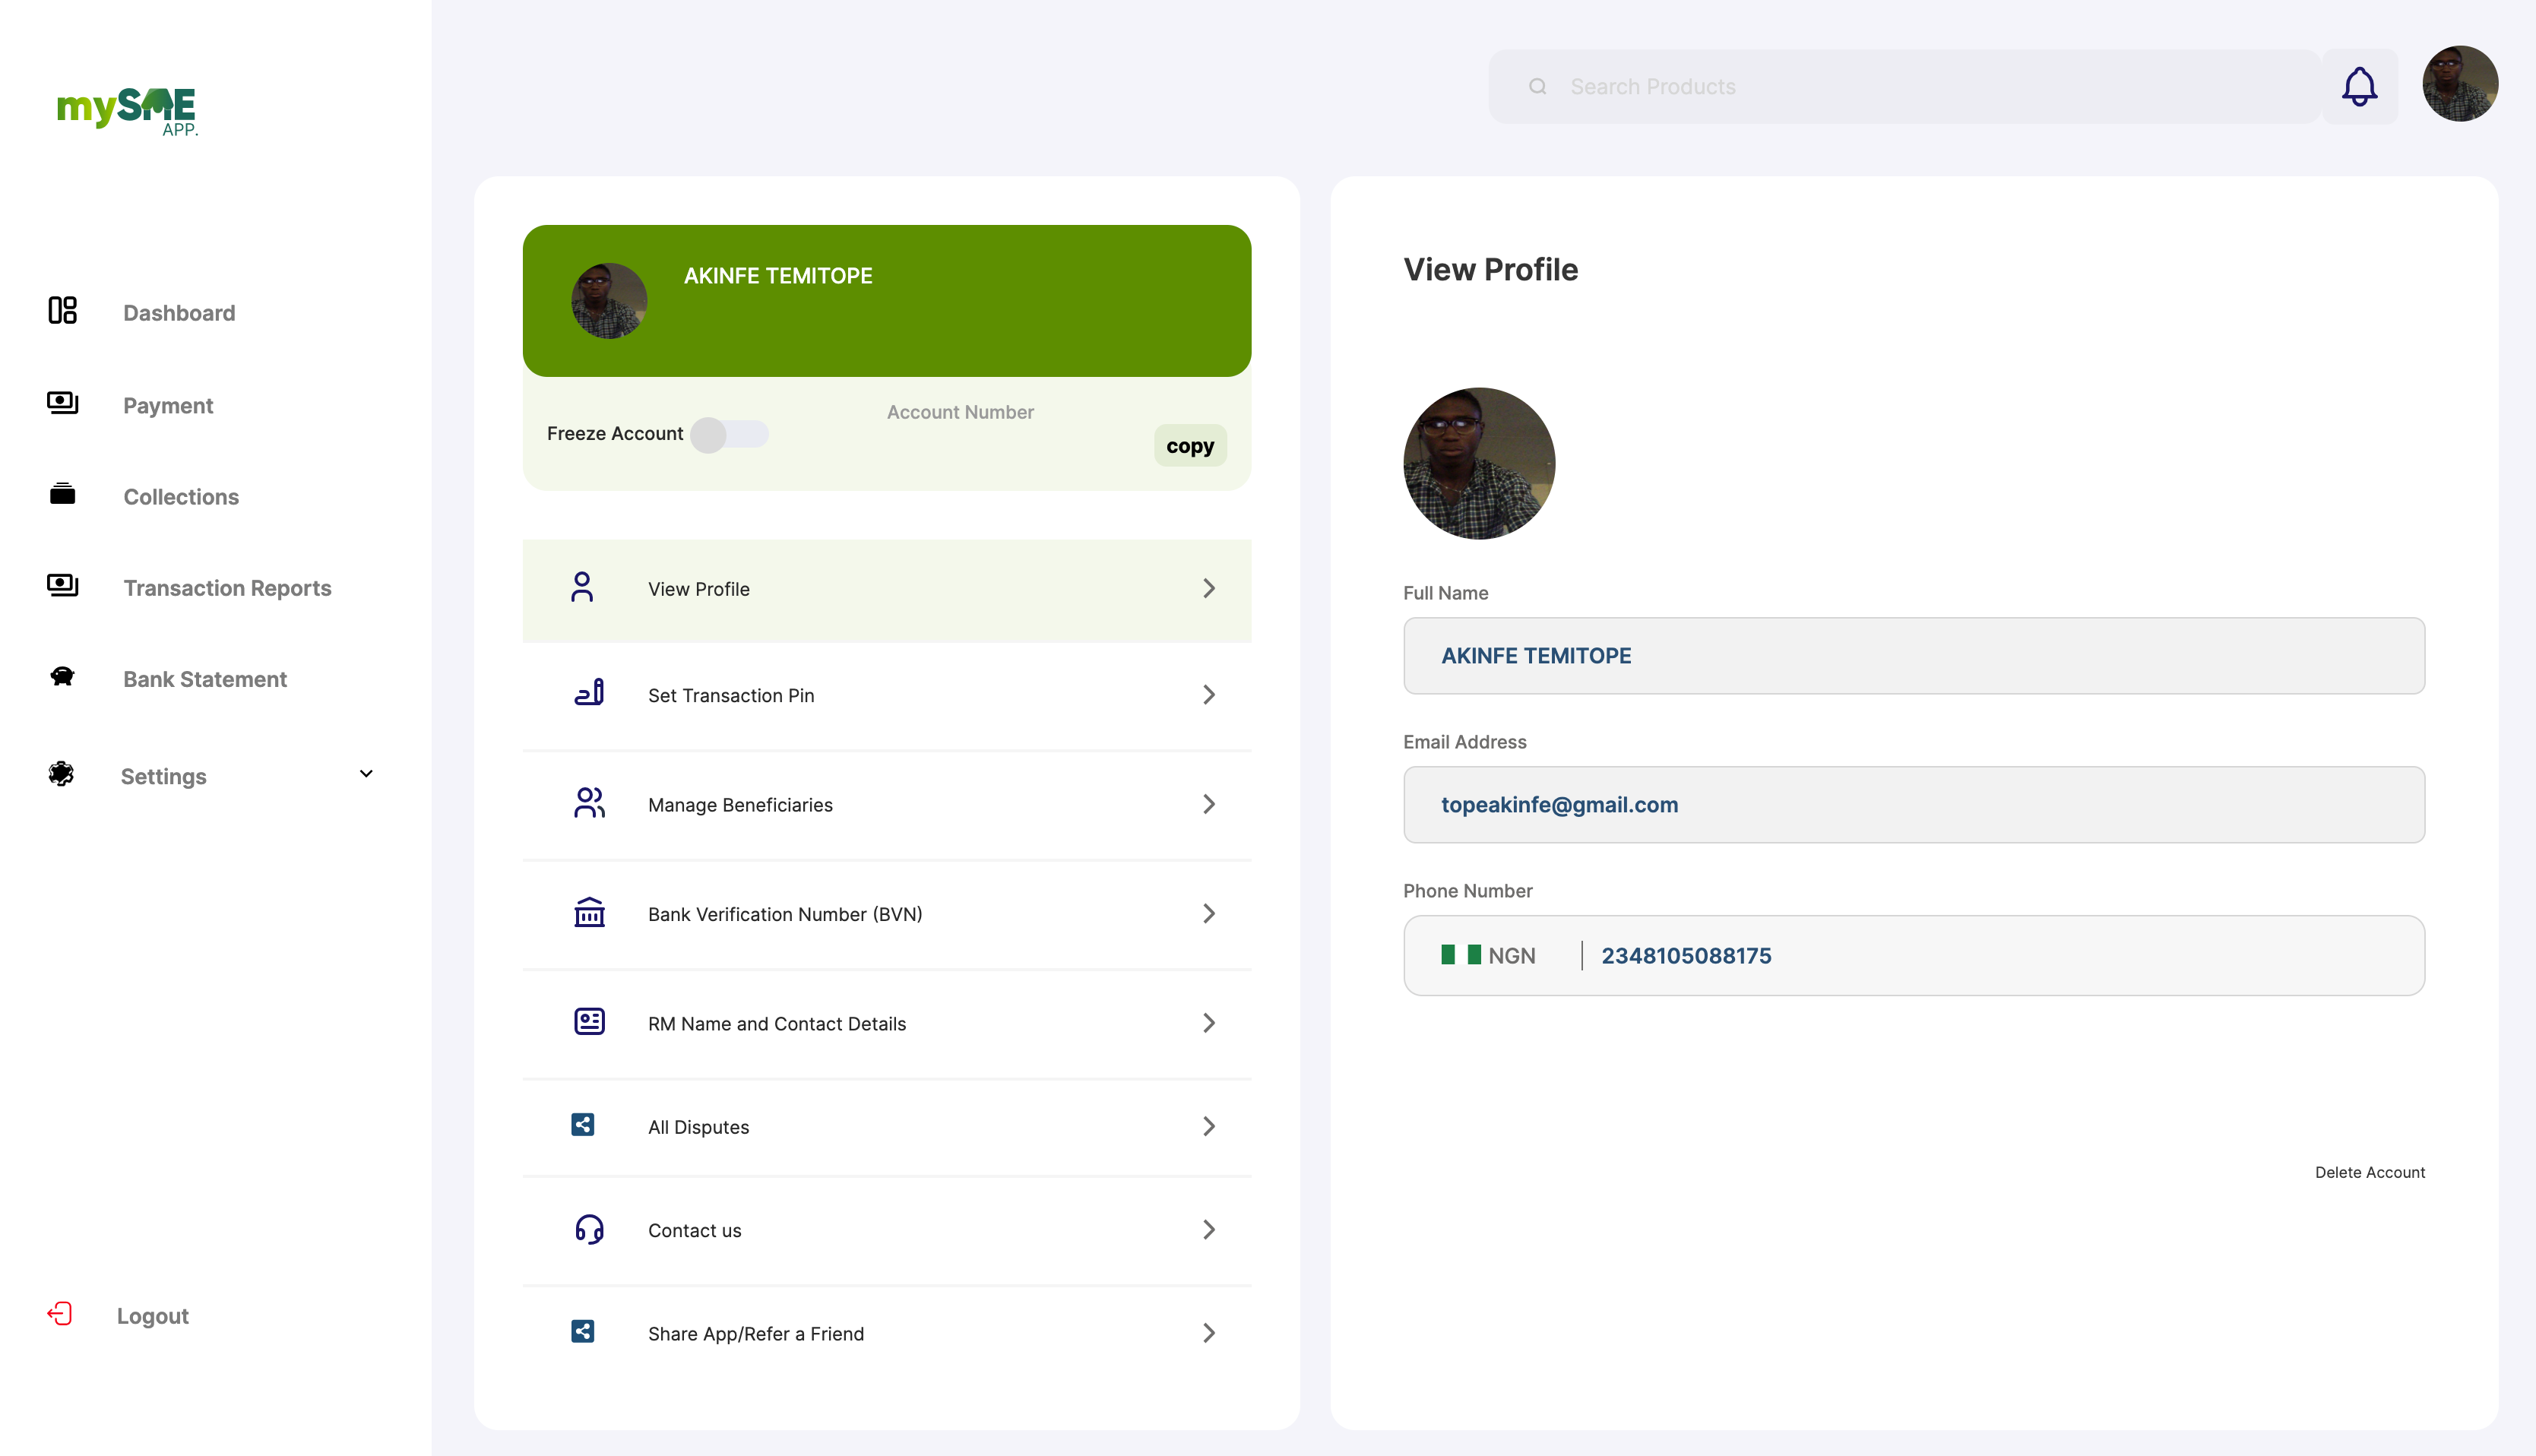 mySME
APP.
Search Products
Dashboard
Payment
Collections
Transaction Reports
Bank Statement
Settings
Logout
AKINFE TEMITOPE
Freeze Account
Account Number
copy
View Profile
Set Transaction Pin
Manage Beneficiaries
Bank Verification Number (BVN)
RM Name and Contact Details
All Disputes
Contact us
Share App/Refer a Friend
View Profile
Full Name
AKINFE TEMITOPE
Email Address
topeakinfe@gmail.com
Phone Number
NGN
2348105088175
Delete Account